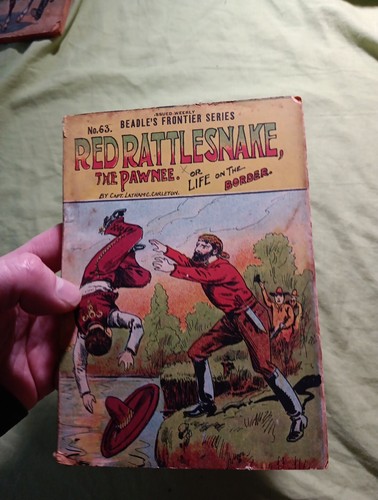 ISSUED WEEKLY
No. 63. BEADLE'S FRONTIER SERIES
RED RATTLESNAKE,
THE PAWNEE. OR LIFE ON THE BORDER.
BY CAPT. LATHAM C. CARLETON.